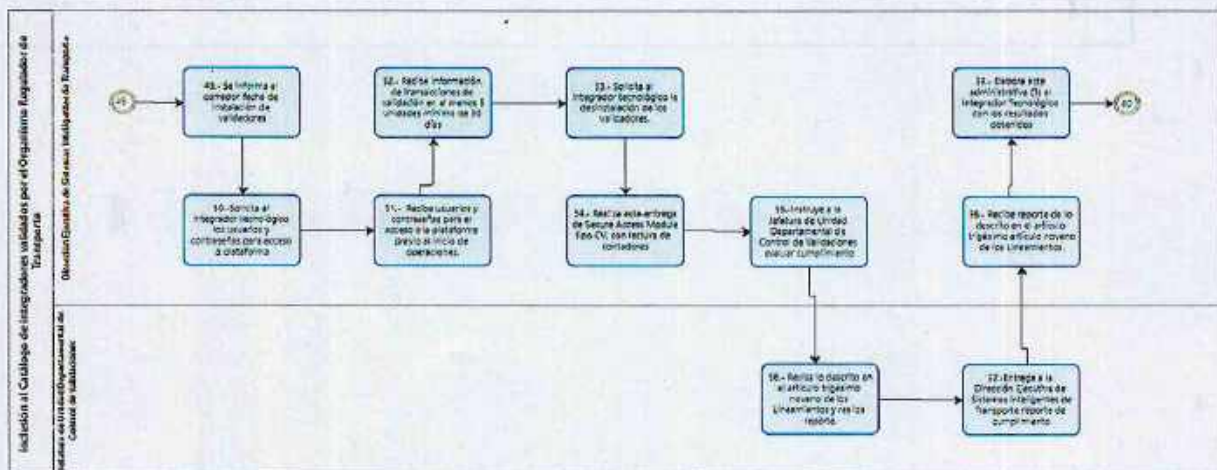 Inclusión al Catálogo de integradores validados por el Organismo Regulador de
Transporte
Dirección Ejecutiva de Sistemas Inteligentes de Transporte
49.- Se informa al
corredor fecha de
instalación de
validadores
50.- Solicita al
integrador tecnológico
los usuarios y
contraseñas para acceso
a plataforma
52.- Recibe información
de transacciones de
validación en al menos 5
unidades mínimo de 30
días
51.- Recibe usuarios y
contraseñas para el
acceso a la plataforma
previo al inicio de
operaciones.
53.- Solicita al
integrador tecnológico la
desinstalación de los
validadores.
54.- Realiza
de Secure Access Module
tipo CV, con lectura de
contadores
55.- Instruye a la
Jefatura de Unidad
Departamental de
Control de Validaciones
evaluar cumplimiento
administrativa
integrador Tecnológico
con los resultados
obtenidos
60
58.- Recibe reporte de lo
descrito en el artículo
trigésimo artículo noveno
de los Lineamientos.
Jefatura de Unidad Departamental de
Control de Validaciones
56.- Revisa lo descrito en
el artículo trigésimo
noveno de los
Lineamientos y realiza
reporte.
57.- Entrega a la
Dirección Ejecutiva de
Sistemas Inteligentes de
Transporte reporte de
cumplimiento